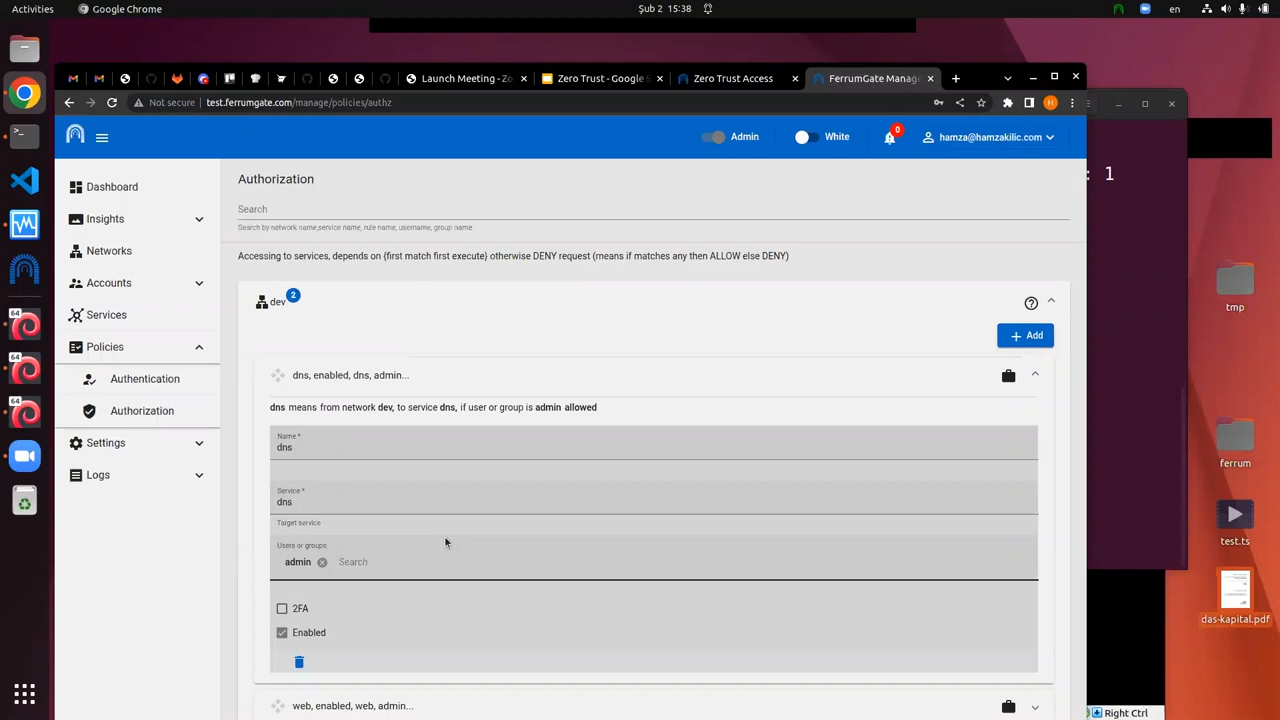 Activities
Google Chrome
Şub 2 15:38
en
Launch Meeting - Zo
Zero Trust - Google S
Zero Trust Access
FerrumGate Manage
Not secure
test.ferrumgate.com/manage/policies/authz
H
Admin
White
0
hamza@hamzakilic.com
: 1
Dashboard
Insights
Networks
Accounts
Services
Policies
Authentication
Authorization
Settings
Logs
Authorization
Search
Search by network name,service name, rule name, username, group name
Accessing to services, depends on {first match first execute} otherwise DENY request (means if matches any then ALLOW else DENY)
dev
2
Add
dns, enabled, dns, admin...
dns means from network dev, to service dns, if user or group is admin allowed
Name *
dns
Service *
dns
Target service
Users or groups
admin
Search
2FA
Enabled
web, enabled, web, admin...
64
64
64
tmp
ferrum
test.ts
das-kapital.pdf
Right Ctrl